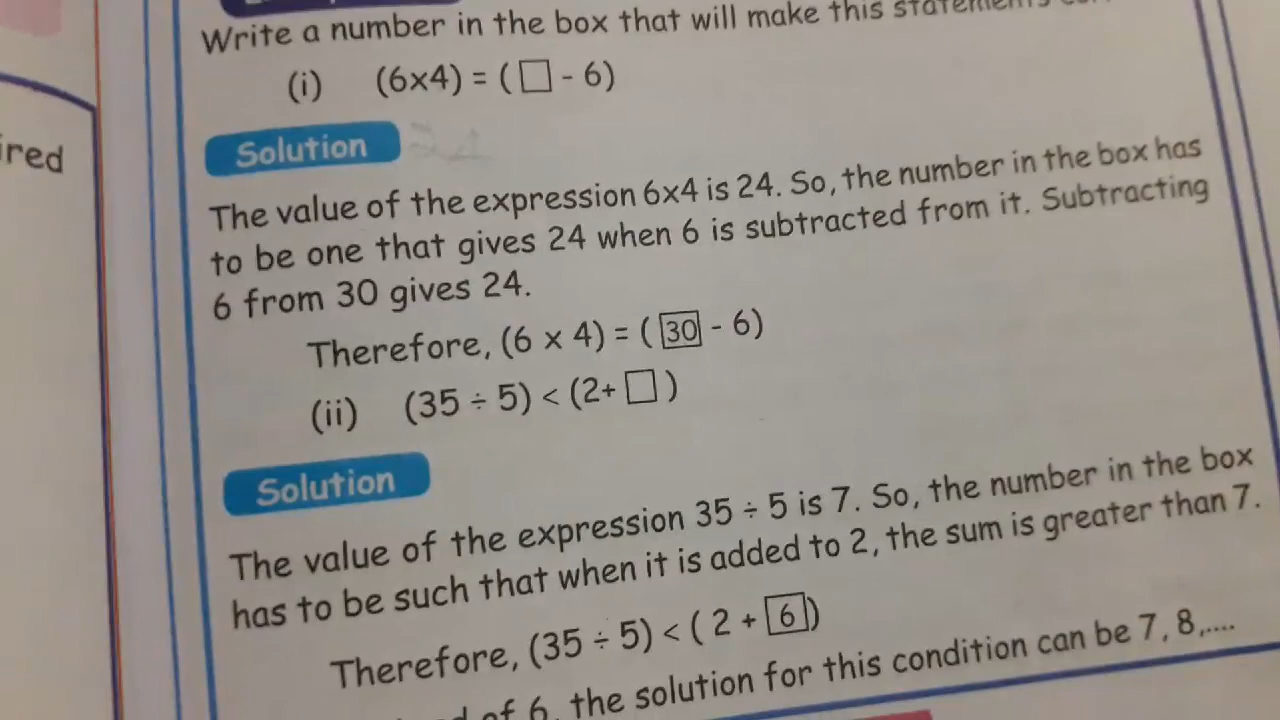 Write a number in the box that will make this
(i) (6x4) = ( □ - 6)
ired
Solution
The value of the expression 6x4 is 24. So, the number in the box has
to be one that gives 24 when 6 is subtracted from it. Subtracting
6 from 30 gives 24.
Therefore, (6 × 4) = ( 30 - 6)
(ii) (35 ÷ 5) < (2+ □ )
Solution
The value of the expression 35 ÷ 5 is 7. So, the number in the box
has to be such that when it is added to 2, the sum is greater than 7.
Therefore, (35 ÷ 5) < ( 2 + 6)
of 6, the solution for this condition can be 7, 8,....